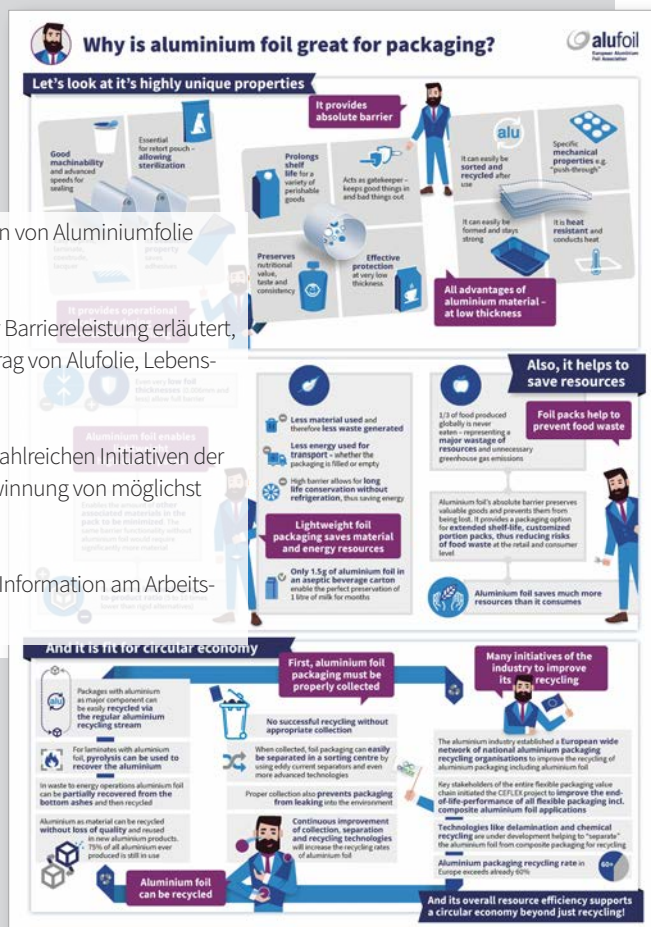 Why is aluminium foil great for packaging?
alufoil
European Aluminium
Foil Association
Let's look at it's highly unique properties
Good
machinability
and advanced
speeds for
sealing
Essential
for retort pouch –
allowing
sterilization
It provides
absolute barrier
Prolongs
shelf
life for a
variety of
perishable
goods
Acts as gatekeeper –
keeps good things in
and bad things out
Preserves
nutritional
value,
taste and
consistency
Effective
protection
at very low
thickness
alu
It can easily be
sorted and
recycled after
use
Specific
mechanical
properties e.g.
"push-through"
It can easily be
formed and stays
strong
It is heat
resistant and
conducts heat
All advantages of
aluminium material –
at low thickness
n von Aluminiumfolie
Barriereleistung erläutert,
rag von Alufolie, Lebens-
ahlreichen Initiativen der
winnung von möglichst
Information am Arbeits-
property
It provides operational
Aluminium foil enables
Enables the amount of other
associated materials in the
pack to be minimized. The
same barrier functionality without
aluminium foil would require
significantly more material
Less material used and
therefore less waste generated
Less energy used for
transport – whether the
packaging is filled or empty
High barrier allows for long
life conservation without
refrigeration, thus saving energy
Lightweight foil
packaging saves material
and energy resources
Only 1.5g of aluminium foil in
an aseptic beverage carton
enable the perfect preservation of
1 litre of milk for months
Also, it helps to
save resources
1/3 of food produced
globally is never
eaten – representing a
major wastage of
resources and unnecessary
greenhouse gas emissions
Foil packs help to
prevent food waste
Aluminium foil's absolute barrier preserves
valuable goods and prevents them from
being lost. It provides a packaging option
for extended shelf-life, customized
portion packs, thus reducing risks
of food waste at the retail and consumer
level
Aluminium foil saves much more
resources than it consumes
And it is fit for circular economy
alu
Packages with aluminium
as major component can
be easily recycled via
the regular aluminium
recycling stream
For laminates with aluminium
foil, pyrolysis can be used to
recover the aluminium
In waste to energy operations aluminium foil
can be partially recovered from the
bottom ashes and then recycled
Aluminium as material can be recycled
without loss of quality and reused
in new aluminium products.
75% of all aluminium ever
produced is still in use
Aluminium foil
can be recycled
First, aluminium foil
packaging must be
properly collected
No successful recycling without
appropriate collection
When collected, foil packaging can easily
be separated in a sorting centre by
using eddy current separators and even
more advanced technologies
Proper collection also prevents packaging
from leaking into the environment
Continuous improvement
of collection, separation
and recycling technologies
will increase the recycling rates
of aluminium foil
Many initiatives of the
industry to improve
its recycling
The aluminium industry established a European wide
network of national aluminium packaging
recycling organisations to improve the recycling of
aluminium packaging including aluminium foil
Key stakeholders of the entire flexible packaging value
chain initiated the CEFLEX project to improve the end-
of-life-performance of all flexible packaging incl.
composite aluminium foil applications
Technologies like delamination and chemical
recycling are under development helping to "separate"
the aluminium foil from composite packaging for recycling
Aluminium packaging recycling rate in
Europe exceeds already 60%
60+
And its overall resource efficiency supports
a circular economy beyond just recycling!